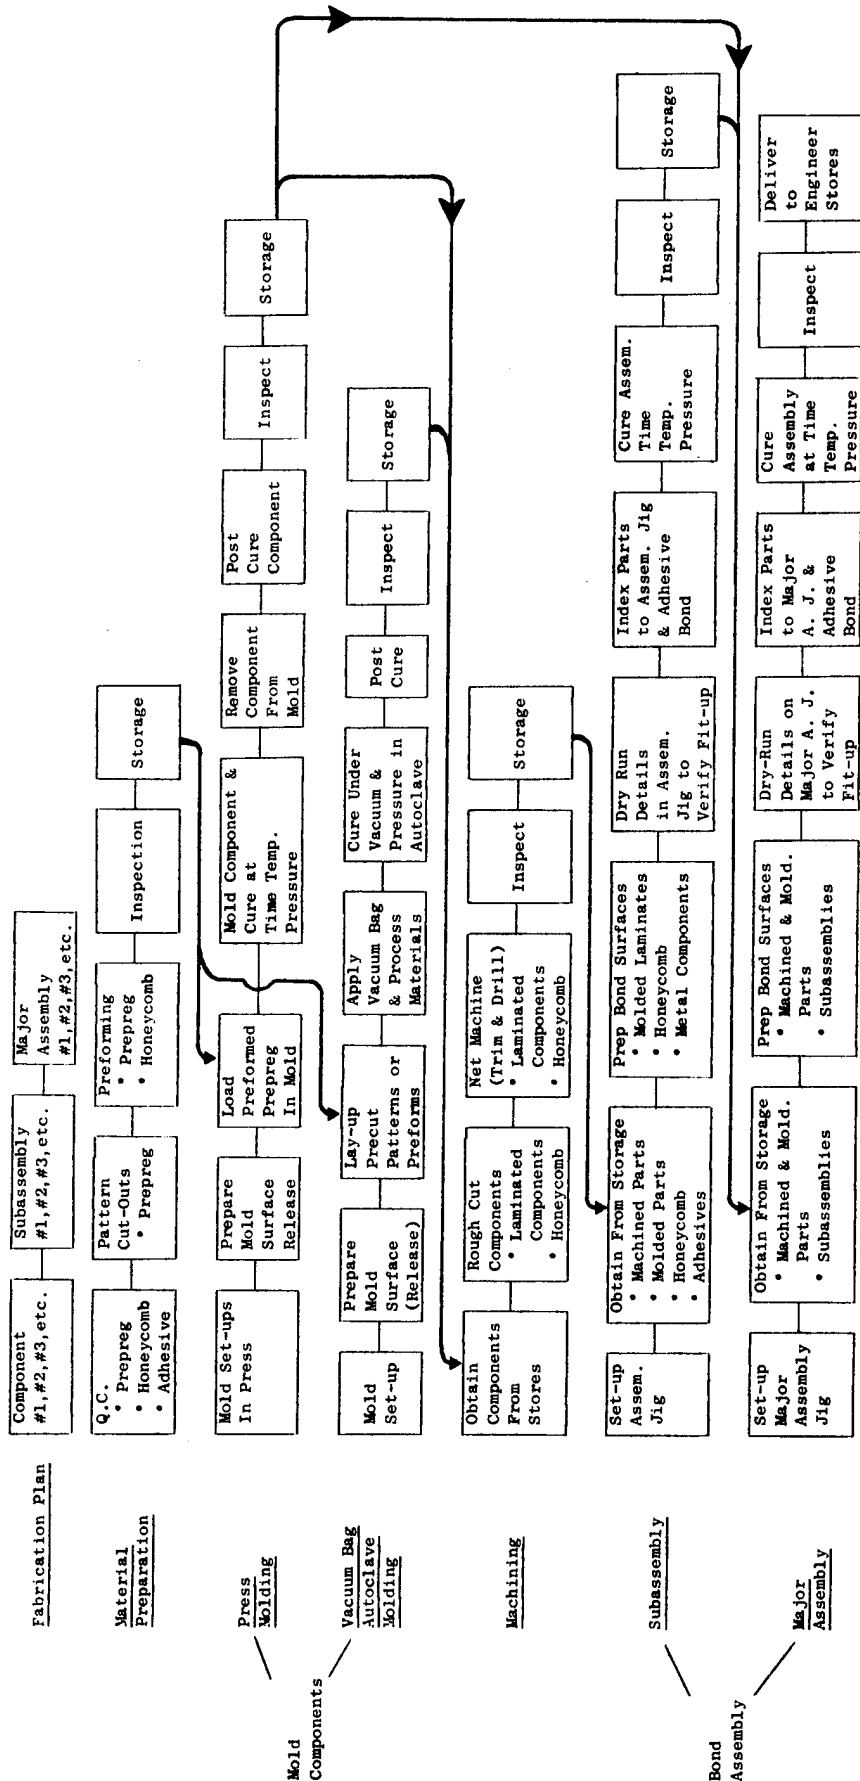 Fabrication Plan
Component
#1,#2,#3,etc.
Subassembly
#1,#2,#3,etc.
Major
Assembly
#1,#2,#3,etc.
Material
Preparation
Q.C.
• Prepreg
• Honeycomb
• Adhesive
Pattern
Cut-Outs
• Prepreg
Preforming
• Prepreg
• Honeycomb
Inspection
Storage
Mold
Components
Press
Molding
Mold Set-ups
In Press
Prepare
Mold
Surface
Release
Load
Preformed
Prepreg
In Mold
Mold Component &
Cure at
Time Temp.
Pressure
Remove
Component
From
Mold
Post
Cure
Component
Inspect
Storage
Vacuum Bag
Autoclave
Molding
Mold
Set-up
Prepare
Mold
Surface
(Release)
Lay-up
Precut
Patterns or
Preforms
Apply
Vacuum Bag
& Process
Materials
Cure Under
Vacuum &
Pressure in
Autoclave
Post
Cure
Inspect
Storage
Machining
Obtain
Components
From
Stores
Rough Cut
Components
• Laminated
Components
• Honeycomb
Net Machine
(Trim & Drill)
• Laminated
Components
• Honeycomb
Inspect
Storage
Bond
Assembly
Subassembly
Set-up
Assem.
Jig
Obtain From Storage
• Machined Parts
• Molded Parts
• Honeycomb
• Adhesives
Prep Bond Surfaces
• Molded Laminates
• Honeycomb
• Metal Components
Dry Run
Details
in Assem.
Jig to
Verify Fit-up
Index Parts
to Assem. Jig
& Adhesive
Bond
Cure Assem.
Time
Temp.
Pressure
Inspect
Storage
Major
Assembly
Set-up
Major
Assembly
Jig
Obtain From Storage
• Machined & Mold.
Parts
• Subassemblies
Prep Bond Surfaces
• Machined & Mold.
Parts
• Subassemblies
Dry-Run
Details on
Major A. J.
to Verify
Fit-up
Index Parts
to Major
A. J. &
Adhesive
Bond
Cure
Assembly
at Time
Temp.
Pressure
Inspect
Deliver
to
Engineer
Stores